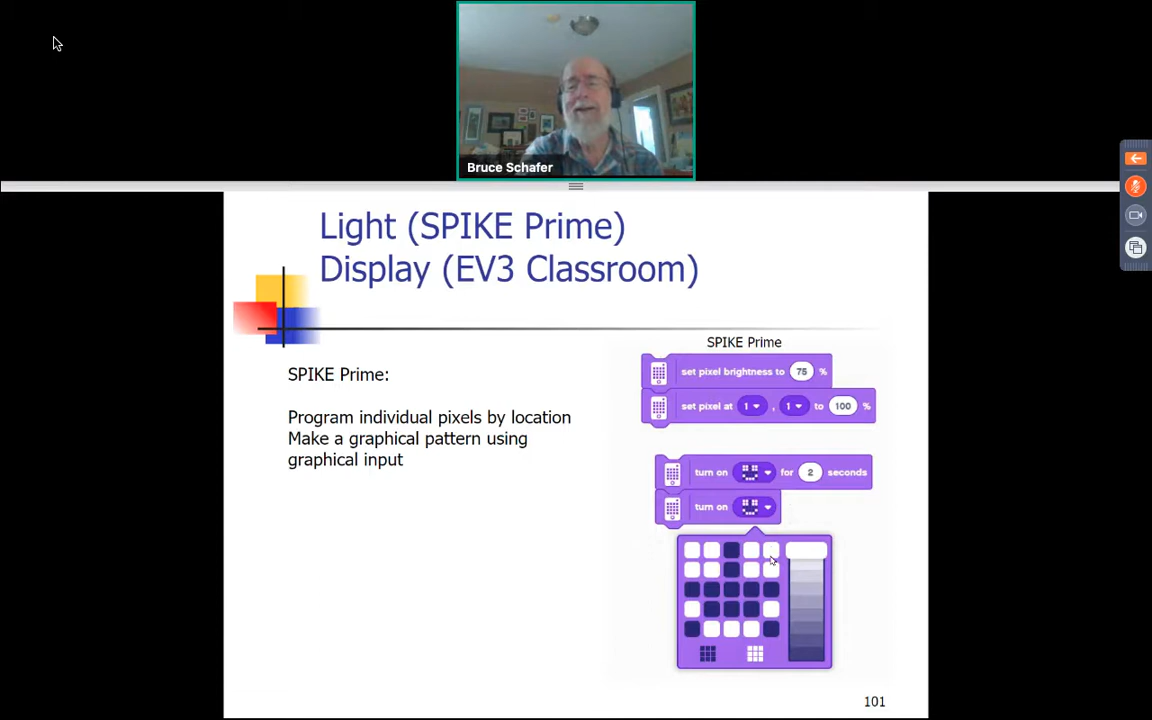 Bruce Schafer
Light (SPIKE Prime)
Display (EV3 Classroom)
SPIKE Prime:
Program individual pixels by location
Make a graphical pattern using
graphical input
SPIKE Prime
set pixel brightness to 75 %
set pixel at 1 , 1 to 100 %
turn on for 2 seconds
turn on
101